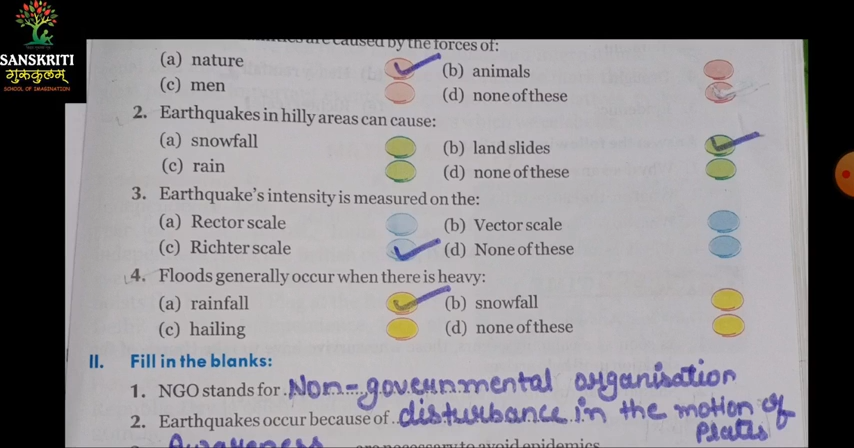 SANSKRITI
गुरुकुलम्
SCHOOL OF IMAGINATION
are caused by the forces of:
(a) nature
(b) animals
(c) men
(d) none of these
2. Earthquakes in hilly areas can cause:
(a) snowfall
(b) land slides
(c) rain
(d) none of these
3. Earthquake's intensity is measured on the:
(a) Rector scale
(b) Vector scale
(c) Richter scale
(d) None of these
4. Floods generally occur when there is heavy:
(a) rainfall
(b) snowfall
(c) hailing
(d) none of these
II. Fill in the blanks:
1. NGO stands for Non-governmental organisation
2. Earthquakes occur because of disturbance in the motion of
Plates
Awareness are necessary to avoid epidemics